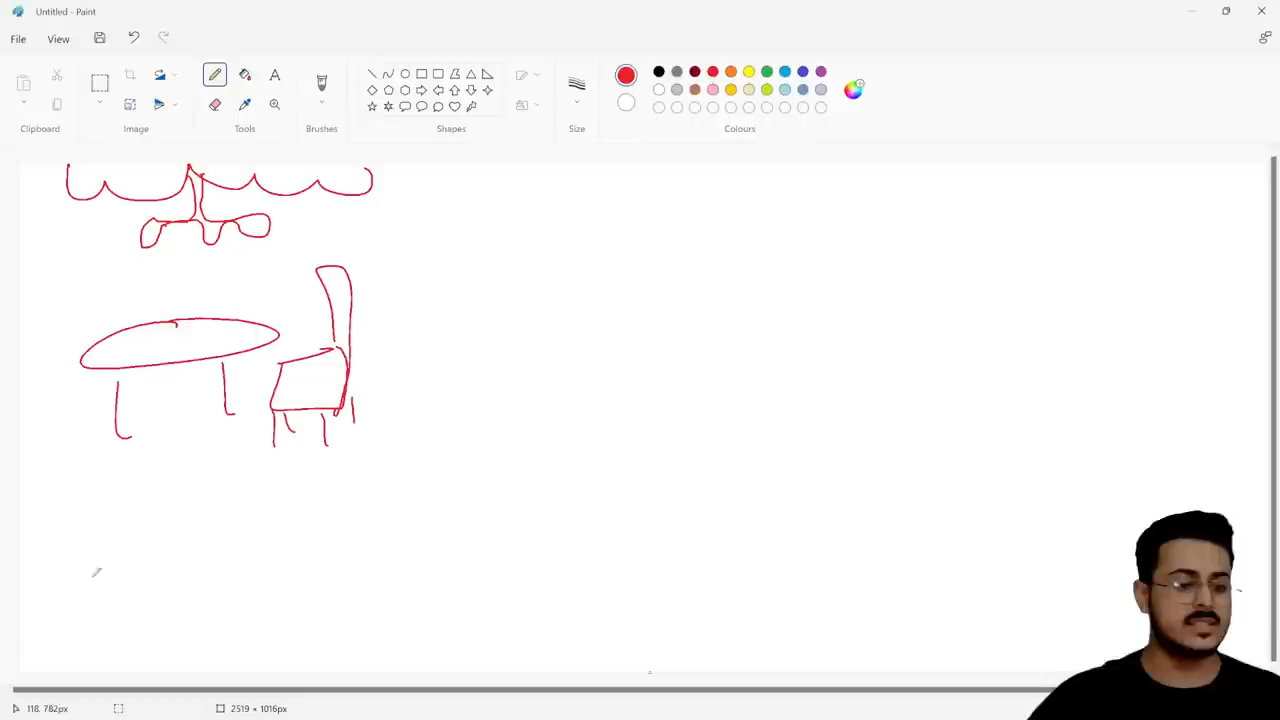 Untitled - Paint
File View
Clipboard Image Tools Brushes Shapes Size Colours
118, 782px 2519 × 1016px